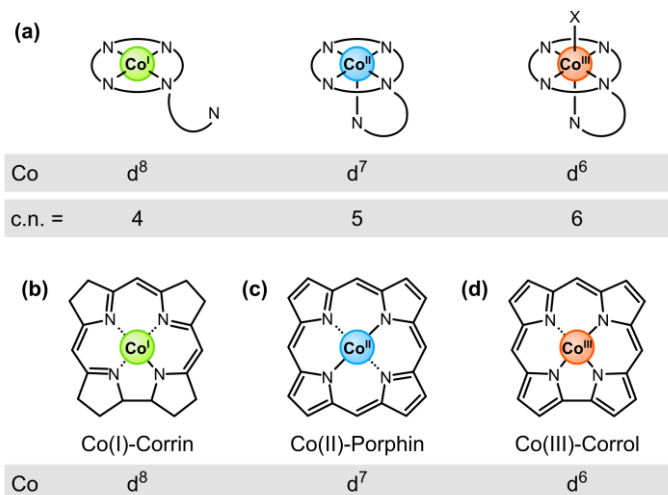 (a)
X
N N N N N N
Co^I Co^II Co^III
N N N N N N
N N N
Co d^8 d^7 d^6
c.n. = 4 5 6
(b) (c) (d)
N N N N N N
Co^I Co^II Co^III
N N N N N N
Co(I)-Corrin Co(II)-Porphin Co(III)-Corrol
Co d^8 d^7 d^6